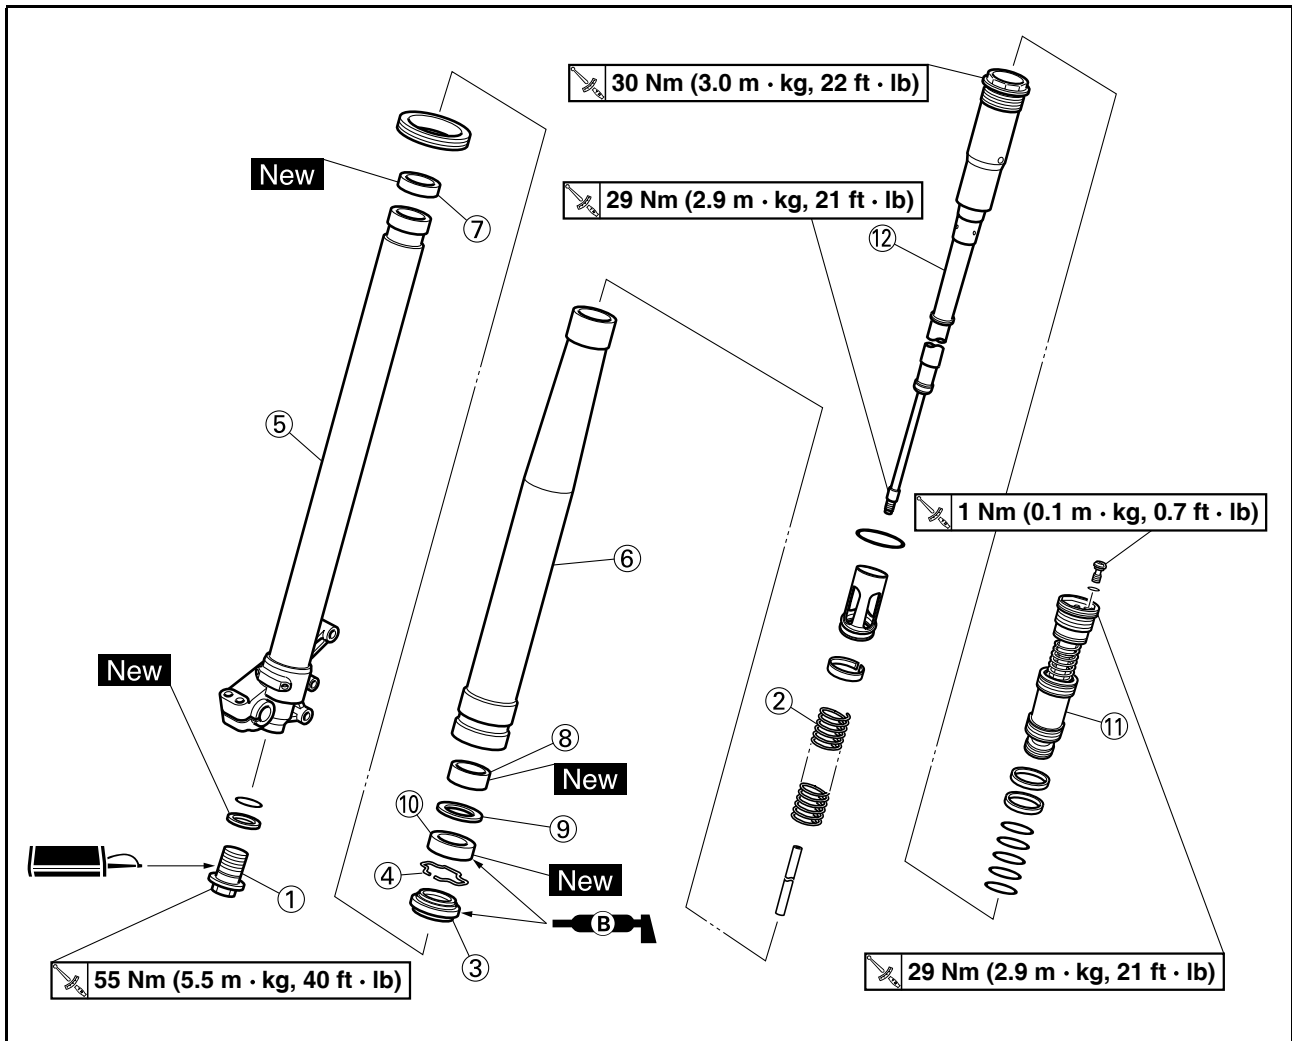 30 Nm (3.0 m · kg, 22 ft · lb)
New
7
29 Nm (2.9 m · kg, 21 ft · lb)
12
5
1 Nm (0.1 m · kg, 0.7 ft · lb)
6
New
2
11
8
New
10
9
4
New
1
B
3
55 Nm (5.5 m · kg, 40 ft · lb)
29 Nm (2.9 m · kg, 21 ft · lb)